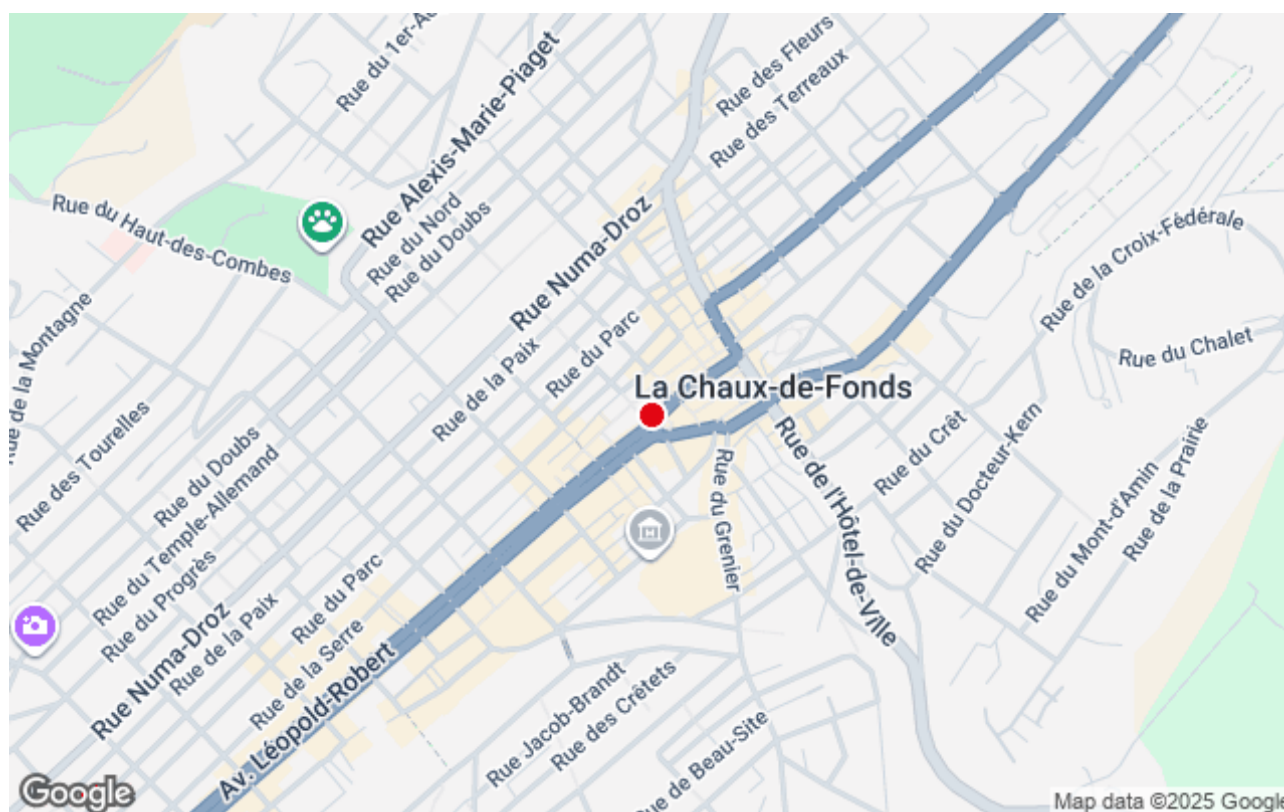 Rue du 1er-Ao
Rue Alexis-Marie-Piaget
Rue des Fleurs
Rue des Terreaux
Rue du Haut-des-Combes
Rue du Nord
Rue du Doubs
Rue Numa-Droz
Rue de la Croix-Fédérale
Rue de la Montagne
Rue du Parc
Rue de la Paix
Rue du Chalet
La Chaux-de-Fonds
Rue des Tourelles
Rue du Doubs
Rue du Temple-Allemand
Rue du Progrès
Rue du Crêt
Rue du Docteur-Kern
Rue de l'Hôtel-de-Ville
Rue du Grenier
Rue du Mont-d'Amin
Rue de la Prairie
Rue du Parc
Rue Numa-Droz
Rue de la Paix
Rue de la Serre
Av. Léopold-Robert
Rue Jacob-Brandt
Rue des Crêtets
Rue de Beau-Site
Google
Map data ©2025 Google